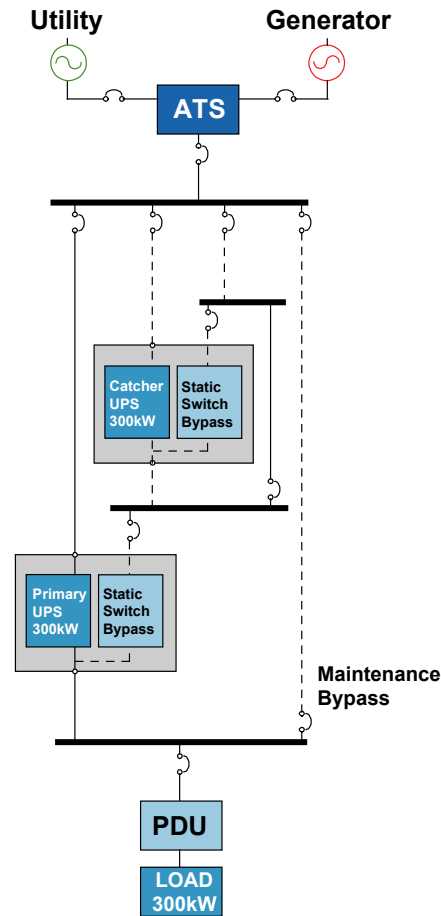 Utility
Generator
ATS
Catcher
UPS
300kW
Static
Switch
Bypass
Primary
UPS
300kW
Static
Switch
Bypass
Maintenance
Bypass
PDU
LOAD
300kW